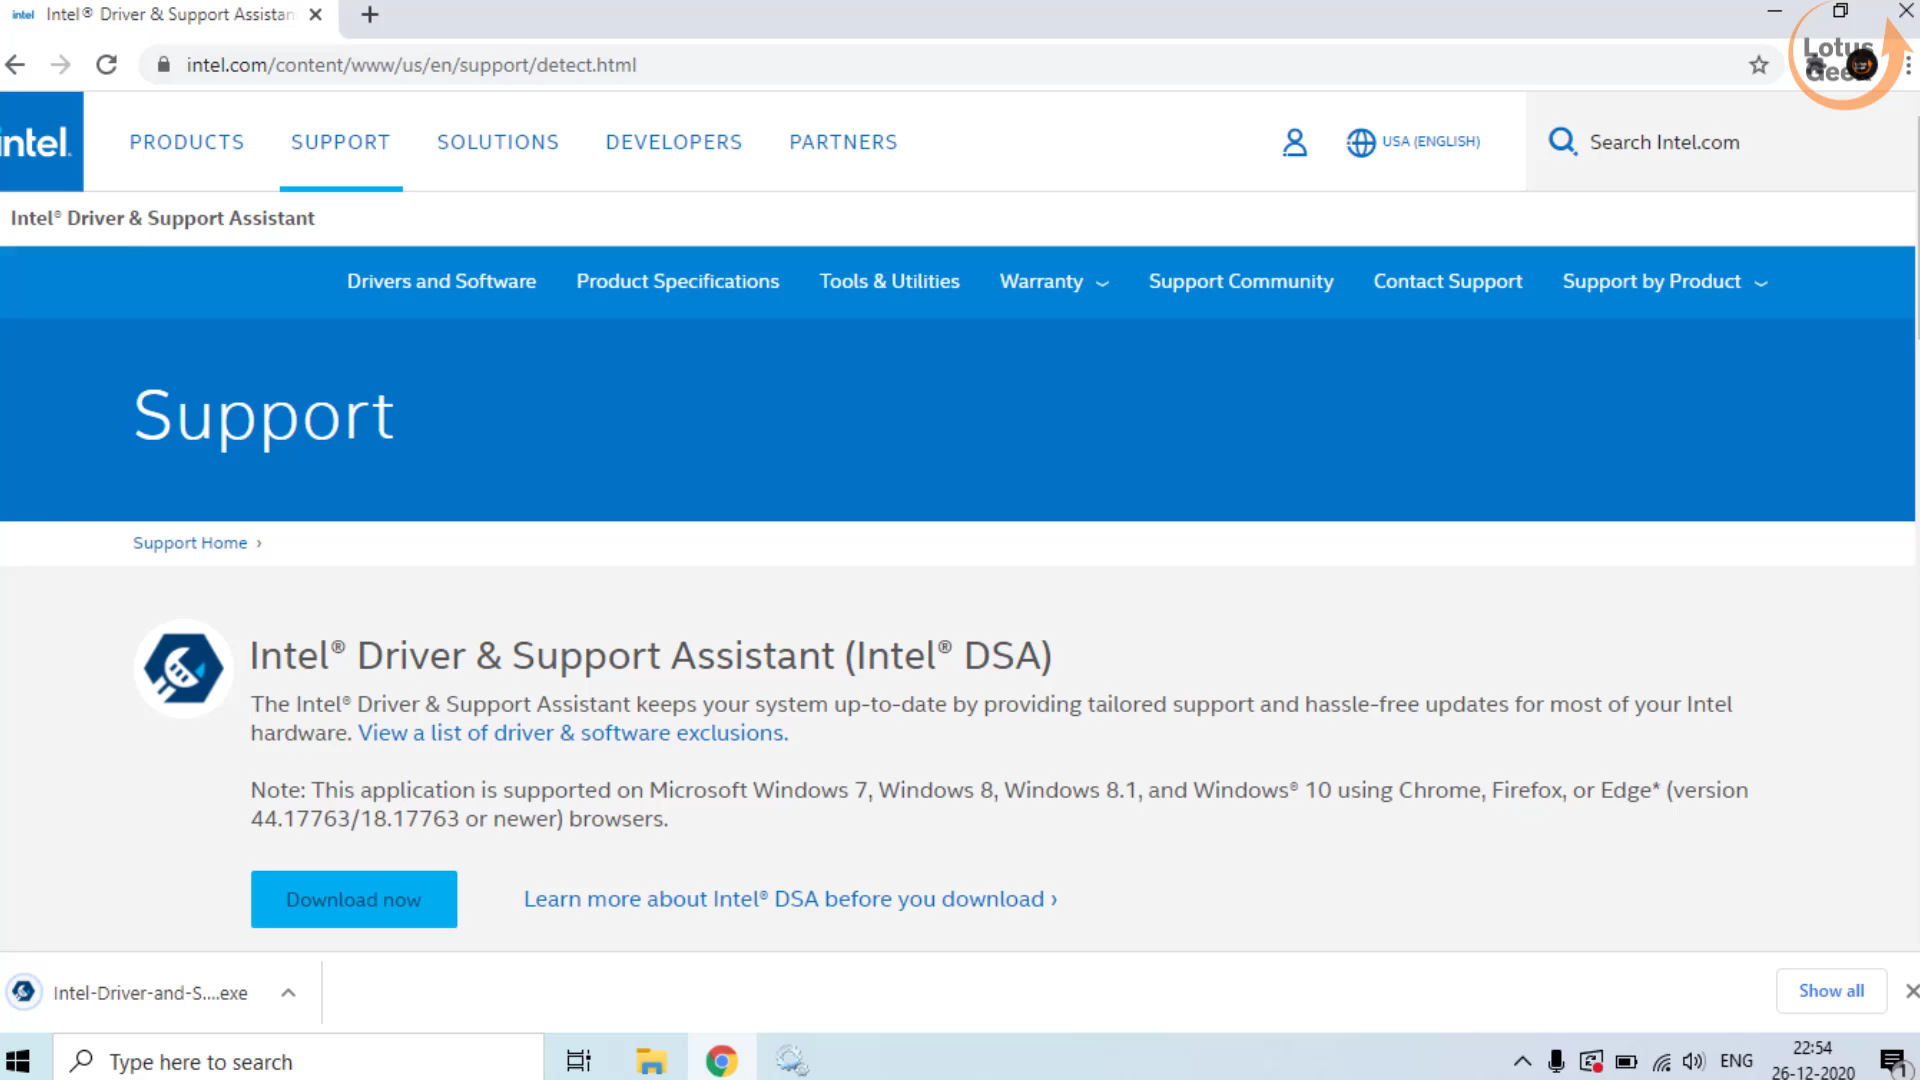 intel Intel® Driver & Support Assistan
intel.com/content/www/us/en/support/detect.html
Lotus
Geek
intel.
PRODUCTS SUPPORT SOLUTIONS DEVELOPERS PARTNERS USA (ENGLISH) Search Intel.com
Intel® Driver & Support Assistant
Drivers and Software Product Specifications Tools & Utilities Warranty Support Community Contact Support Support by Product
Support
Support Home ›
Intel® Driver & Support Assistant (Intel® DSA)
The Intel® Driver & Support Assistant keeps your system up-to-date by providing tailored support and hassle-free updates for most of your Intel
hardware. View a list of driver & software exclusions.
Note: This application is supported on Microsoft Windows 7, Windows 8, Windows 8.1, and Windows® 10 using Chrome, Firefox, or Edge* (version
44.17763/18.17763 or newer) browsers.
Download now Learn more about Intel® DSA before you download ›
Intel-Driver-and-S....exe Show all
Type here to search ENG 22:54
26-12-2020 1